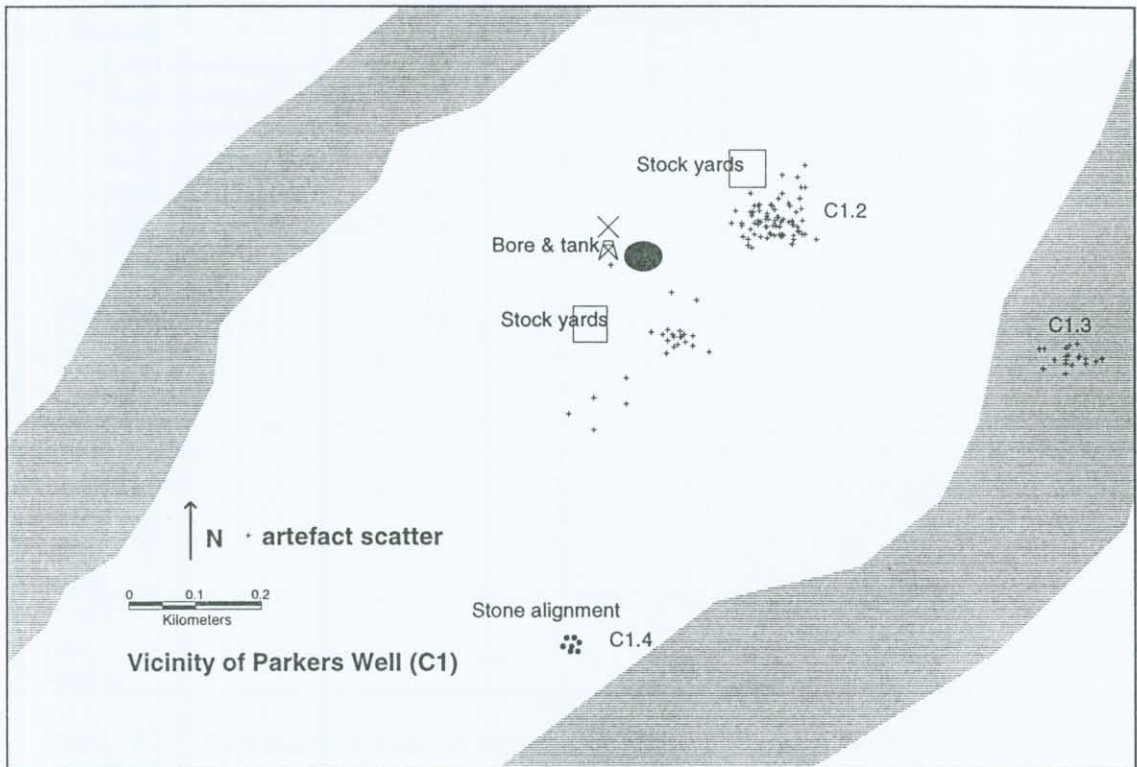 Stock yards
C1.2
Bore & tank
Stock yards
C1.3
N + artefact scatter
0 0.1 0.2
Kilometers
Stone alignment
C1.4
Vicinity of Parkers Well (C1)